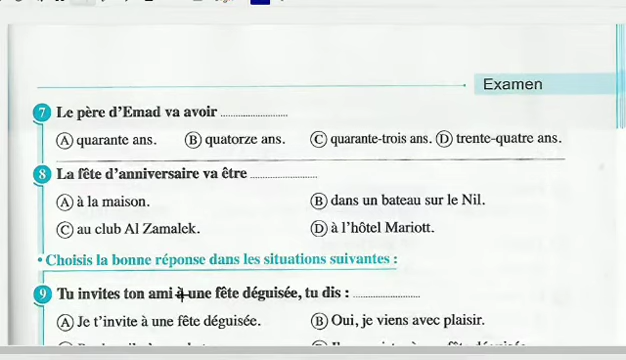 Examen
7 Le père d'Emad va avoir ....................
A quarante ans. B quatorze ans. C quarante-trois ans. D trente-quatre ans.
8 La fête d'anniversaire va être ....................
A à la maison. B dans un bateau sur le Nil.
C au club Al Zamalek. D à l'hôtel Mariott.
• Choisis la bonne réponse dans les situations suivantes :
9 Tu invites ton ami à une fête déguisée, tu dis : ....................
A Je t'invite à une fête déguisée. B Oui, je viens avec plaisir.